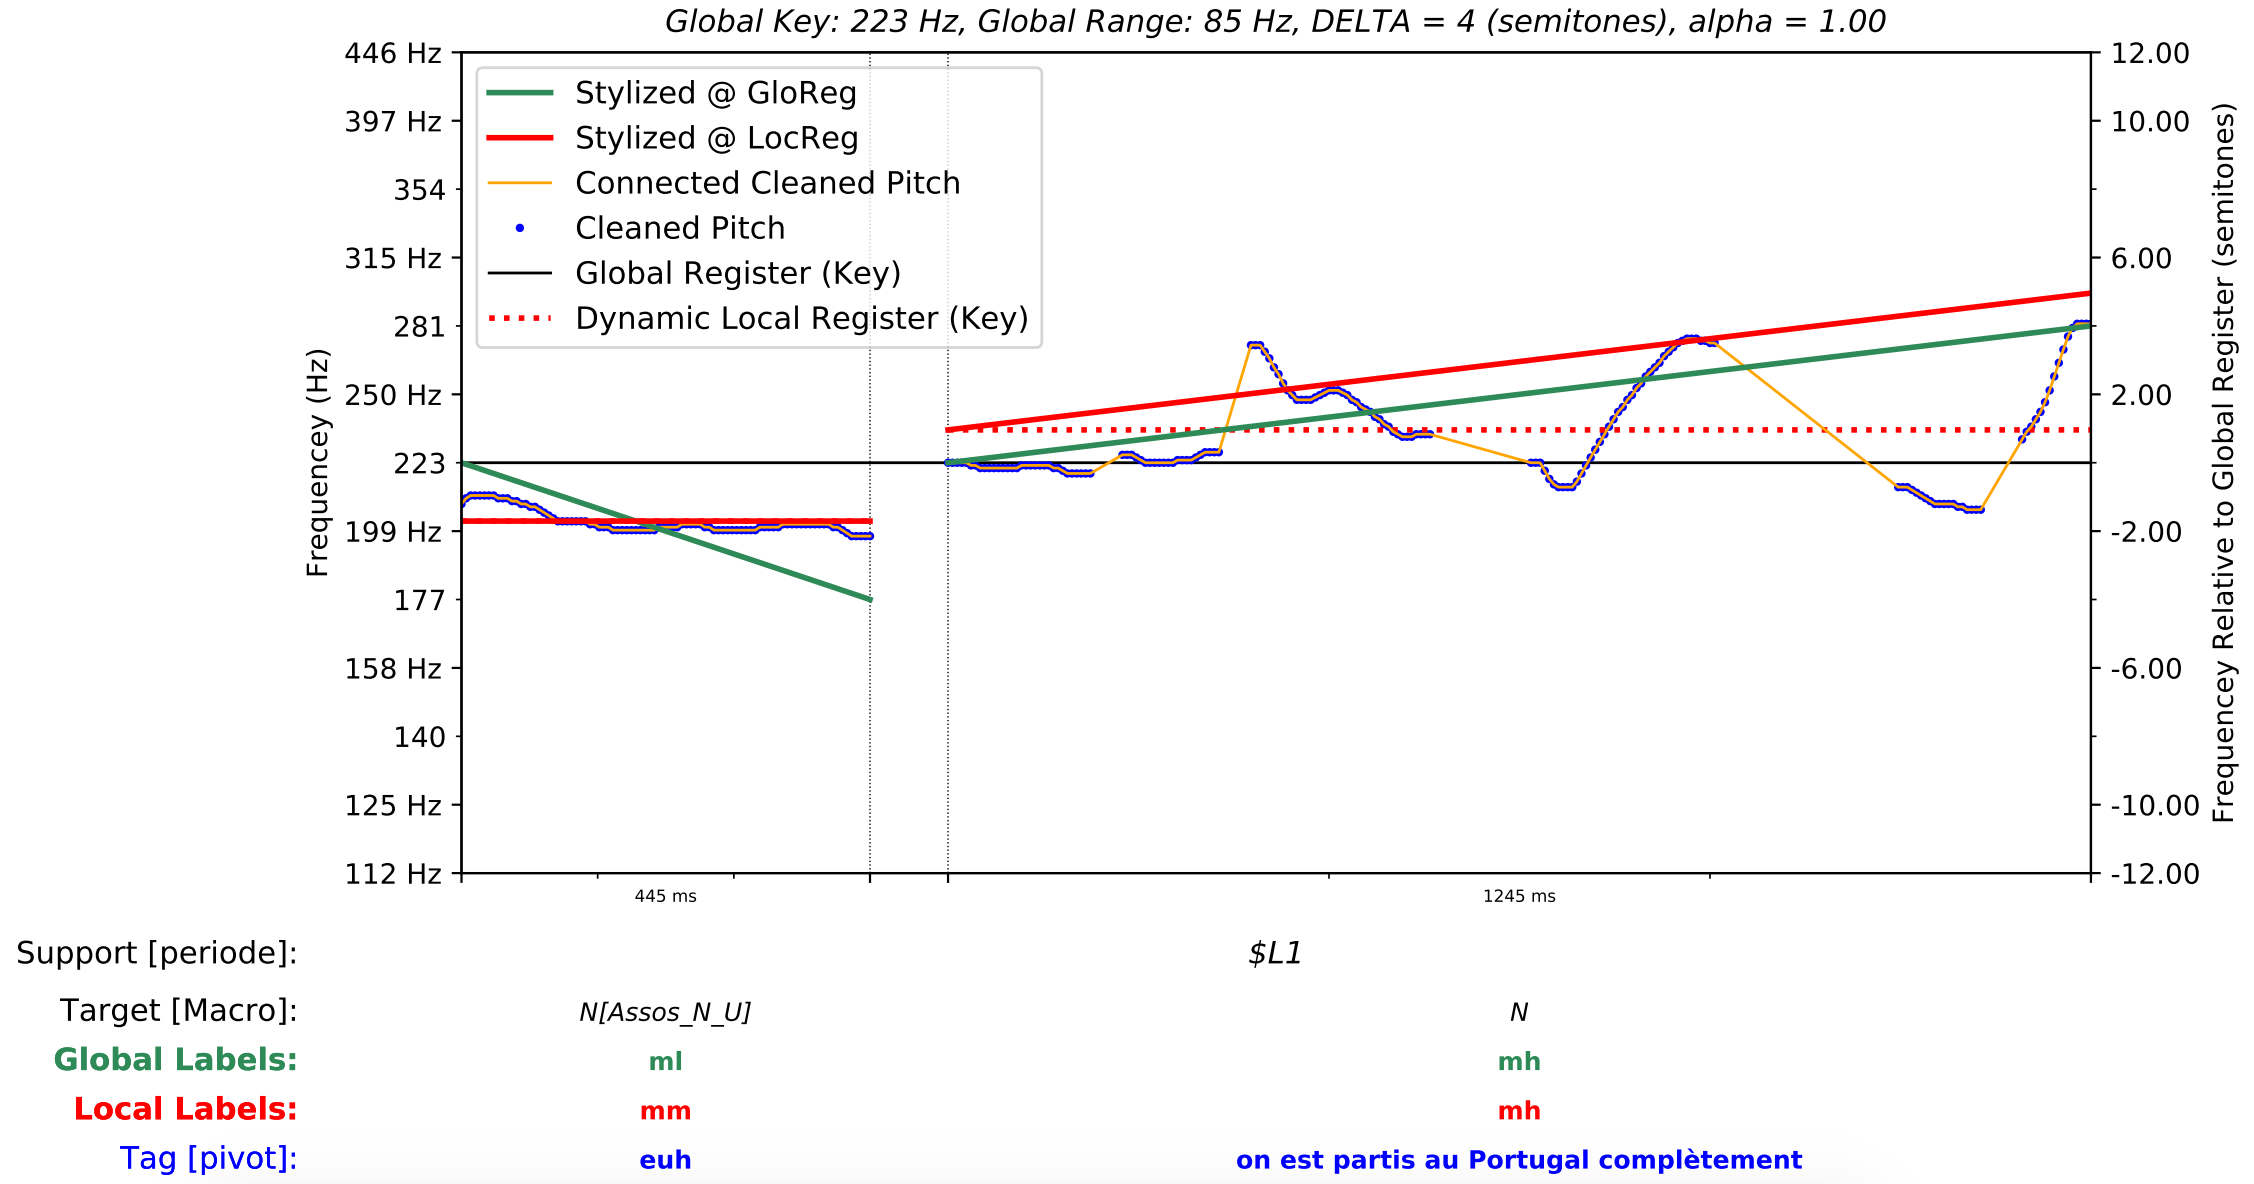 Global Key: 223 Hz, Global Range: 85 Hz, DELTA = 4 (semitones), alpha = 1.00
446 Hz
397 Hz
354
315 Hz
281
250 Hz
223
199 Hz
177
158 Hz
140
125 Hz
112 Hz
Frequencey (Hz)
Stylized @ GloReg
Stylized @ LocReg
Connected Cleaned Pitch
Cleaned Pitch
Global Register (Key)
Dynamic Local Register (Key)
12.00
10.00
6.00
2.00
-2.00
-6.00
-10.00
-12.00
Frequencey Relative to Global Register (semitones)
445 ms 1245 ms
Support [periode]: $L1
Target [Macro]: N[Assos_N_U] N
Global Labels: ml mh
Local Labels: mm mh
Tag [pivot]: euh on est partis au Portugal complètement